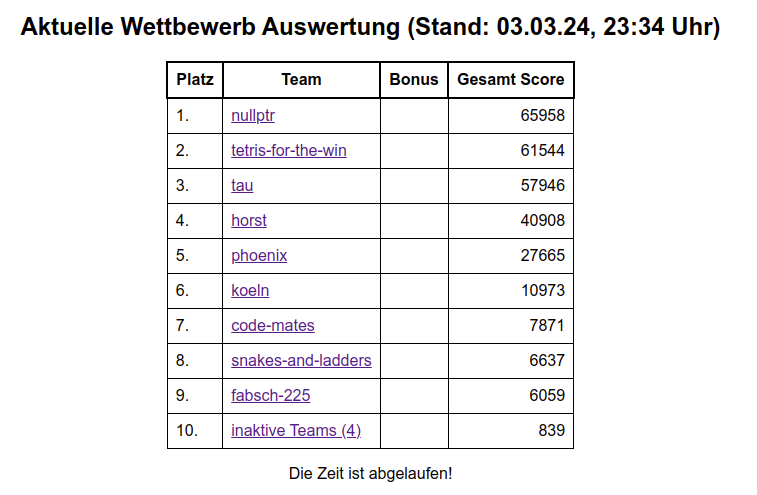 Aktuelle Wettbewerb Auswertung (Stand: 03.03.24, 23:34 Uhr)
Platz Team Bonus Gesamt Score
1. nullptr 65958
2. tetris-for-the-win 61544
3. tau 57946
4. horst 40908
5. phoenix 27665
6. koeln 10973
7. code-mates 7871
8. snakes-and-ladders 6637
9. fabsch-225 6059
10. inaktive Teams (4) 839
Die Zeit ist abgelaufen!